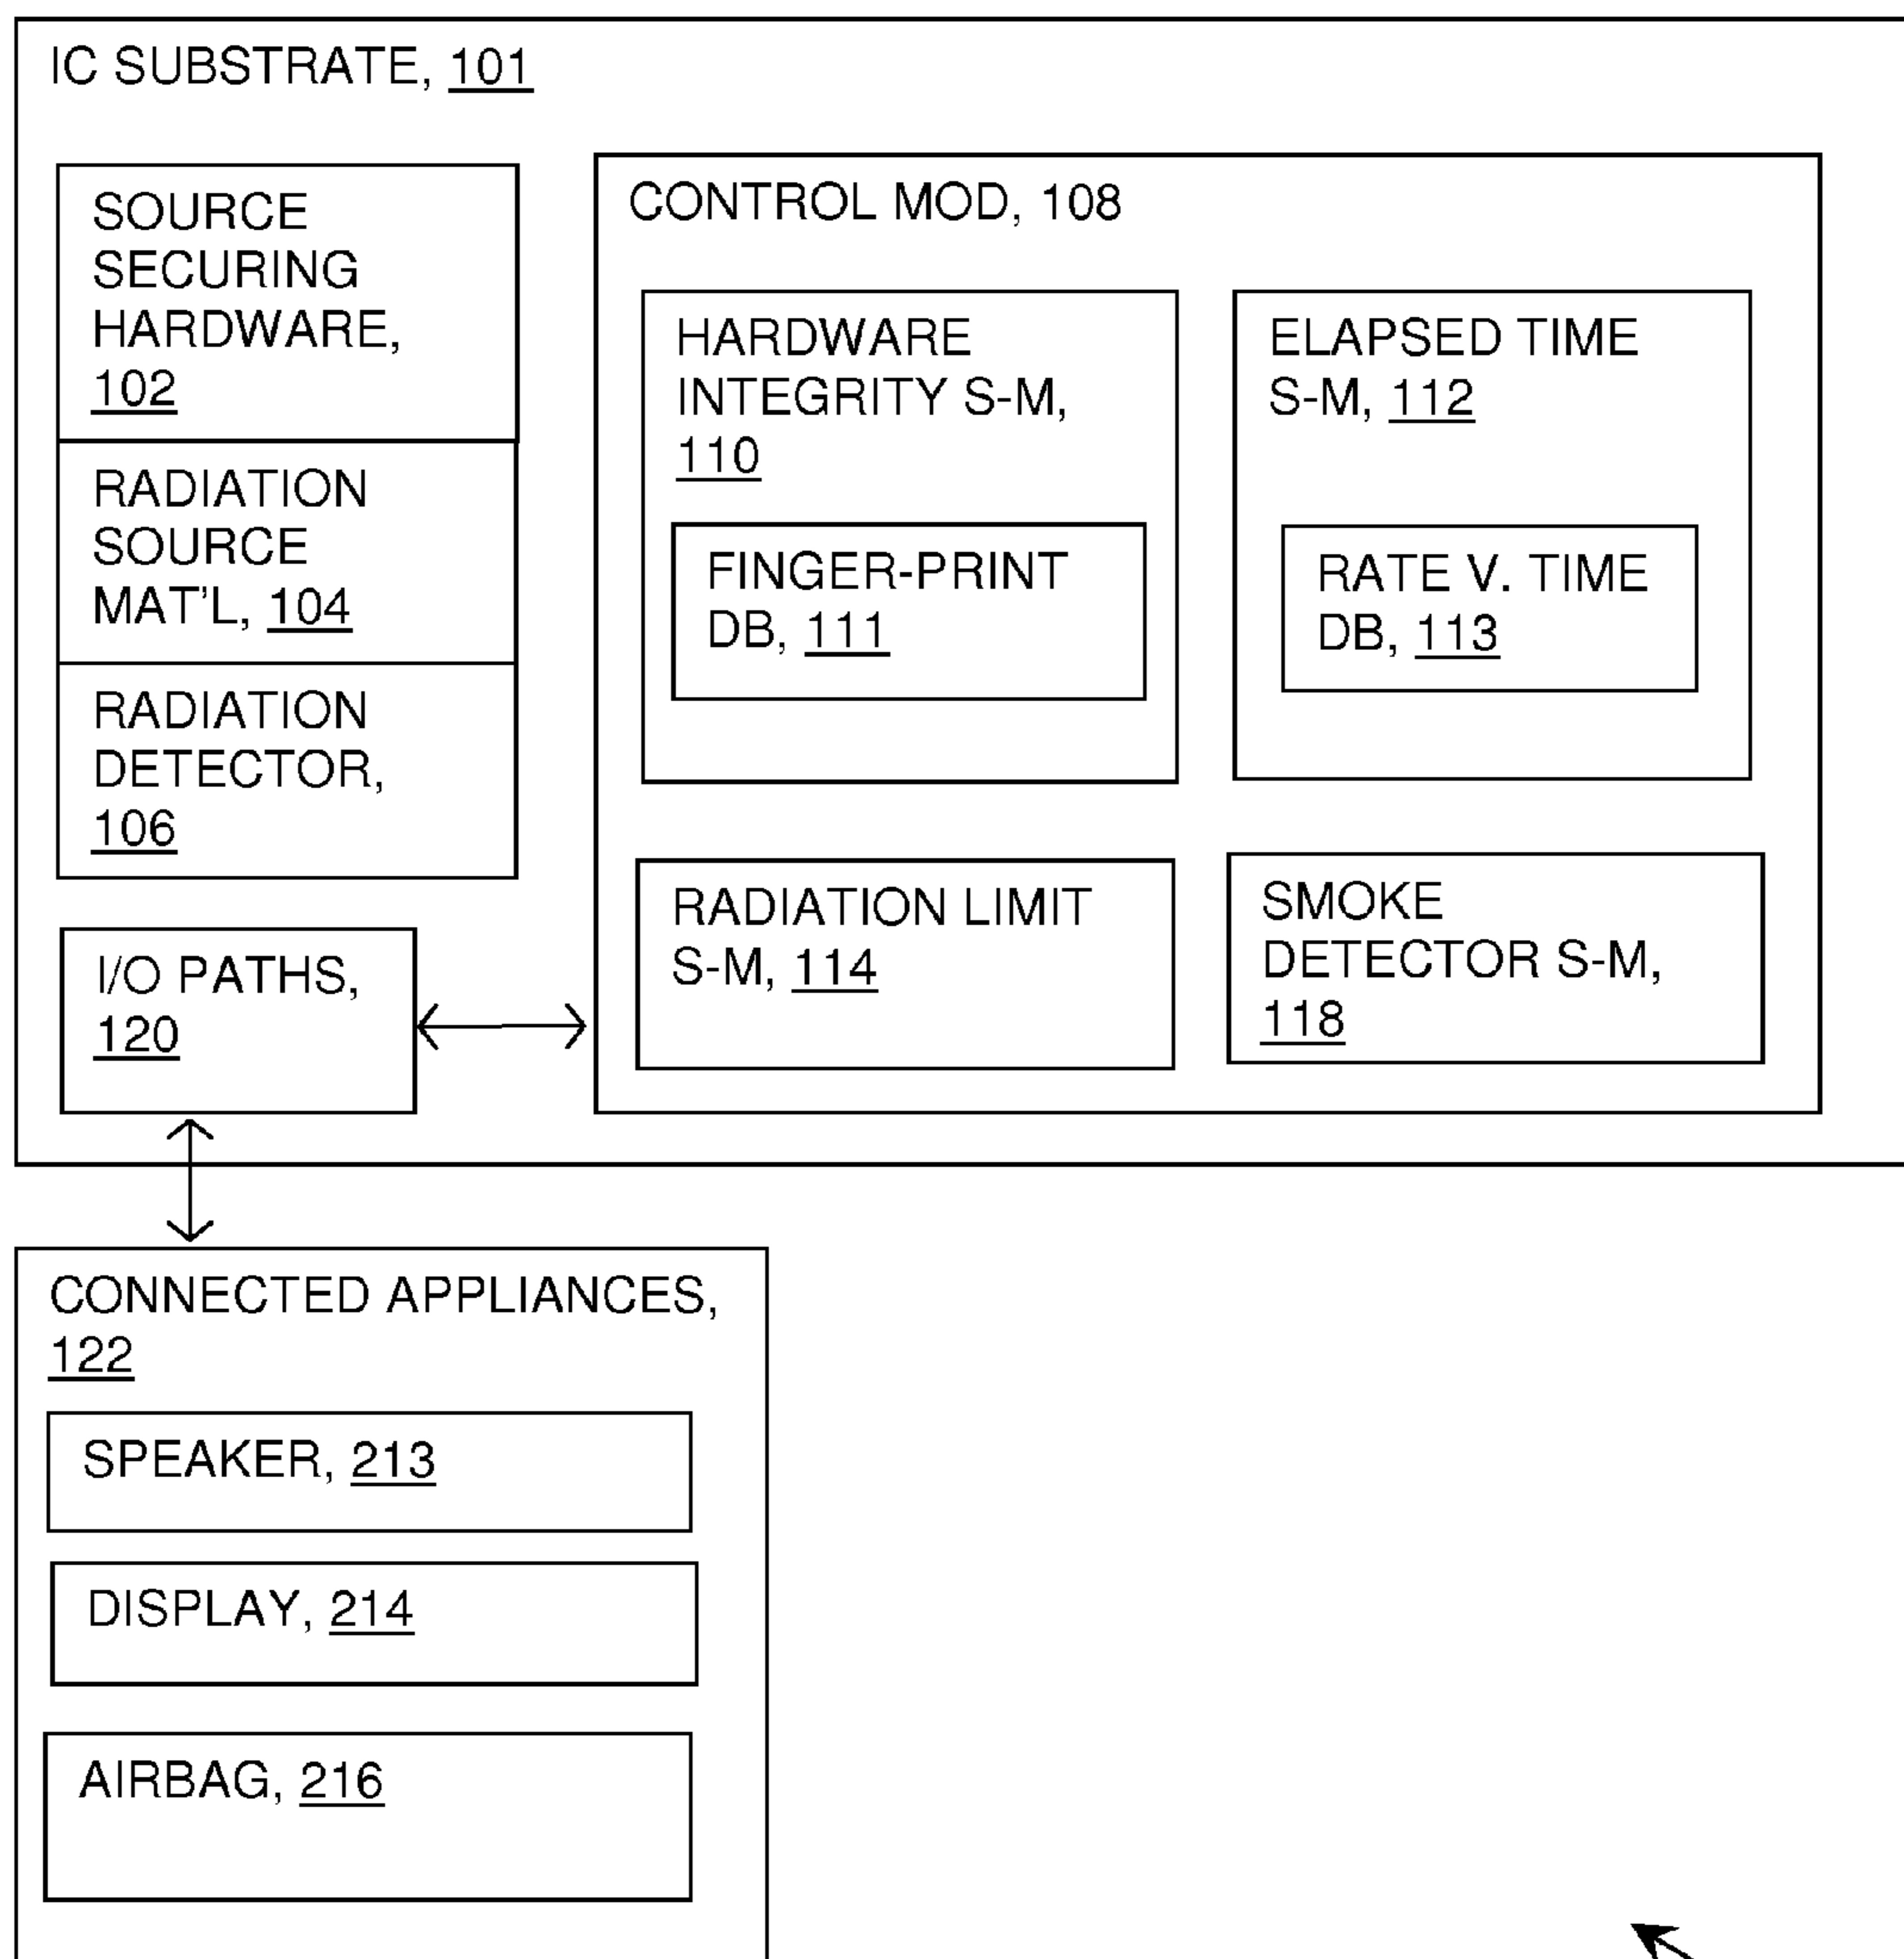 IC SUBSTRATE, 101
SOURCE
SECURING
HARDWARE,
102
RADIATION
SOURCE
MAT'L, 104
RADIATION
DETECTOR,
106
I/O PATHS,
120
CONTROL MOD, 108
HARDWARE
INTEGRITY S-M,
110
FINGER-PRINT
DB, 111
ELAPSED TIME
S-M, 112
RATE V. TIME
DB, 113
RADIATION LIMIT
S-M, 114
SMOKE
DETECTOR S-M,
118
CONNECTED APPLIANCES,
122
SPEAKER, 213
DISPLAY, 214
AIRBAG, 216